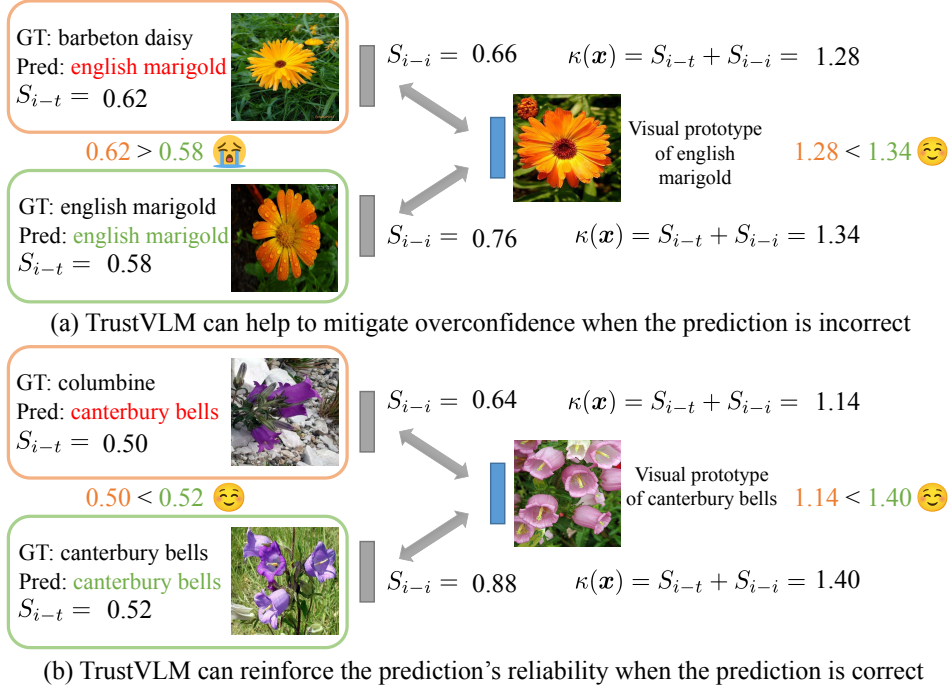 GT: barbeton daisy
Pred: english marigold
S_{i−t} = 0.62
0.62 > 0.58
GT: english marigold
Pred: english marigold
S_{i−t} = 0.58
S_{i−i} = 0.66
κ(x) = S_{i−t} + S_{i−i} = 1.28
Visual prototype
of english
marigold
1.28 < 1.34
S_{i−i} = 0.76
κ(x) = S_{i−t} + S_{i−i} = 1.34
(a) TrustVLM can help to mitigate overconfidence when the prediction is incorrect
GT: columbine
Pred: canterbury bells
S_{i−t} = 0.50
0.50 < 0.52
GT: canterbury bells
Pred: canterbury bells
S_{i−t} = 0.52
S_{i−i} = 0.64
κ(x) = S_{i−t} + S_{i−i} = 1.14
Visual prototype
of canterbury bells
1.14 < 1.40
S_{i−i} = 0.88
κ(x) = S_{i−t} + S_{i−i} = 1.40
(b) TrustVLM can reinforce the prediction's reliability when the prediction is correct